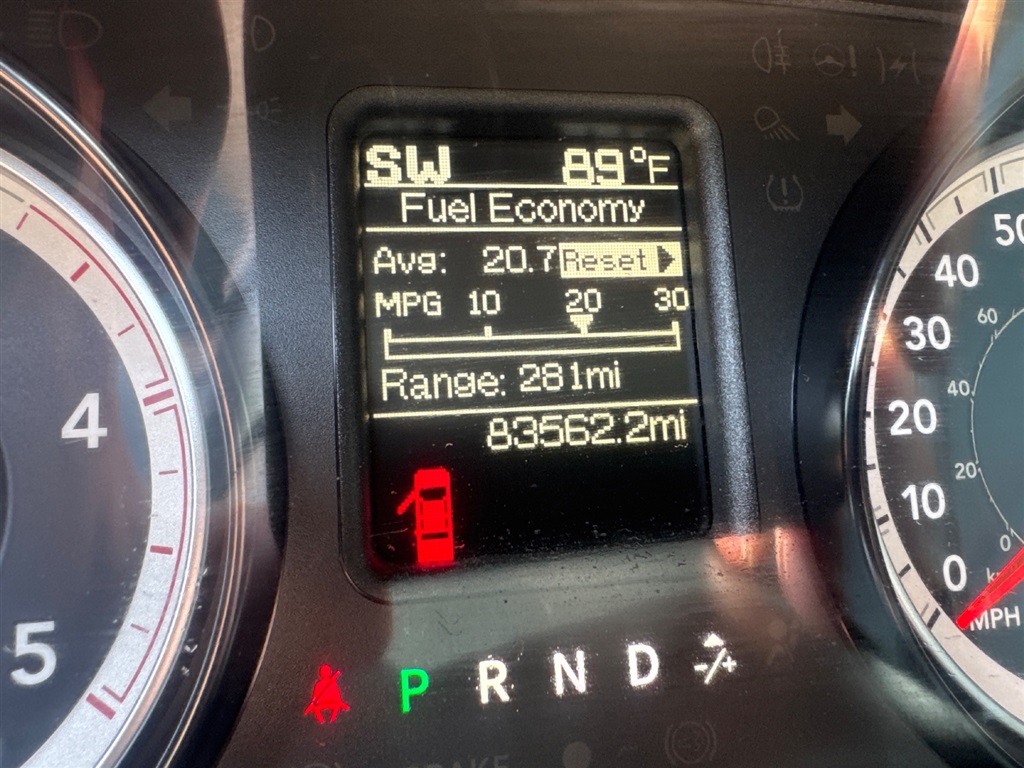 SW 89°F
Fuel Economy
Avg: 20.7 Reset
MPG 10 20 30
Range: 281mi
83562.2mi
P R N D -/+
4
5
50
40
30
20
10
0
MPH
60
40
20
0
BRAKE